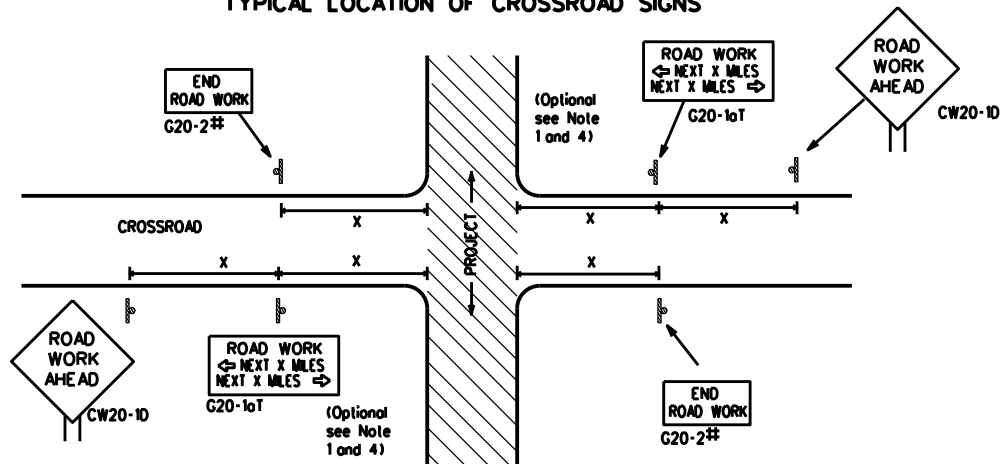 TYPICAL LOCATION OF CROSSROAD SIGNS
END
ROAD WORK
G20-2#
(Optional
see Note
1 and 4)
ROAD WORK
⇦ NEXT X MILES
NEXT X MILES ⇨
G20-1aT
ROAD
WORK
AHEAD
CW20-1D
X
X
X
CROSSROAD
PROJECT
X
X
X
ROAD
WORK
AHEAD
CW20-1D
ROAD WORK
⇦ NEXT X MILES
NEXT X MILES ⇨
G20-1aT
(Optional
see Note
1 and 4)
END
ROAD WORK
G20-2#